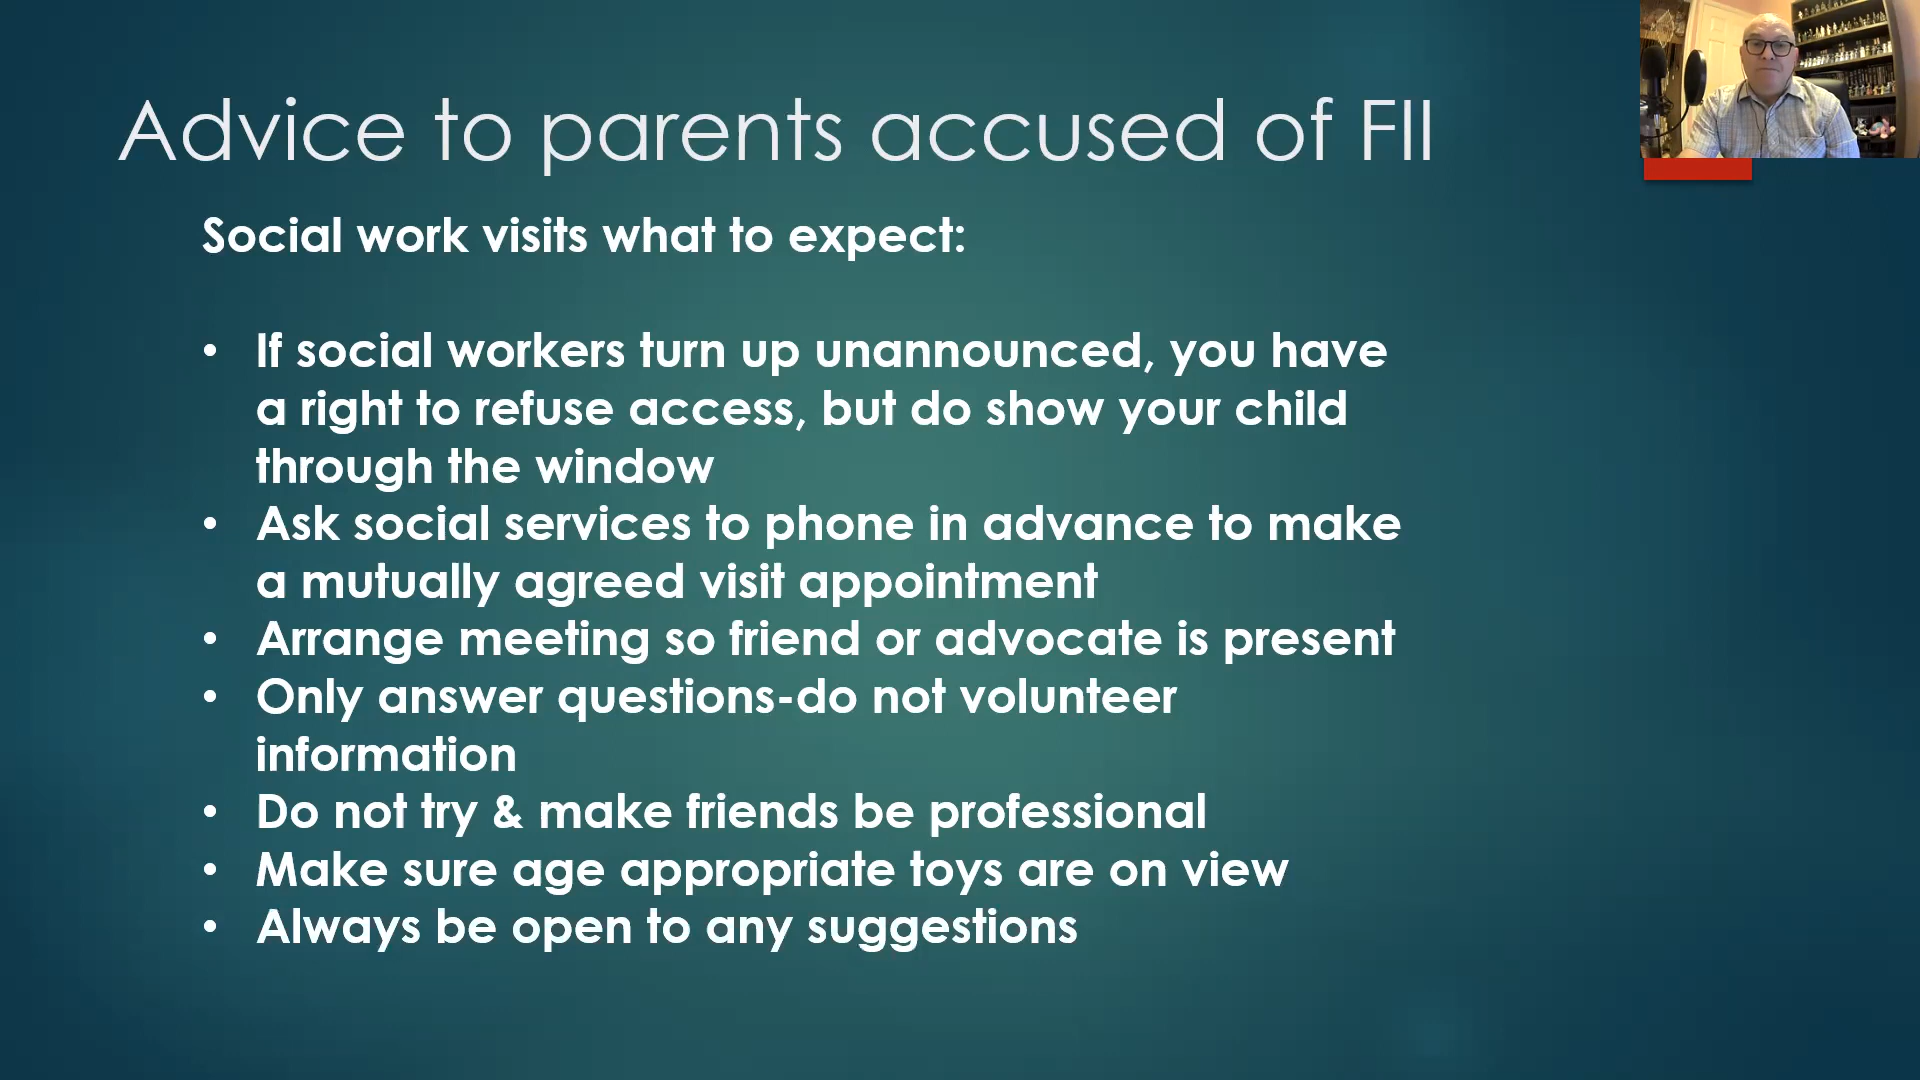 Advice to parents accused of FII
Social work visits what to expect:
• If social workers turn up unannounced, you have
a right to refuse access, but do show your child
through the window
• Ask social services to phone in advance to make
a mutually agreed visit appointment
• Arrange meeting so friend or advocate is present
• Only answer questions-do not volunteer
information
• Do not try & make friends be professional
• Make sure age appropriate toys are on view
• Always be open to any suggestions